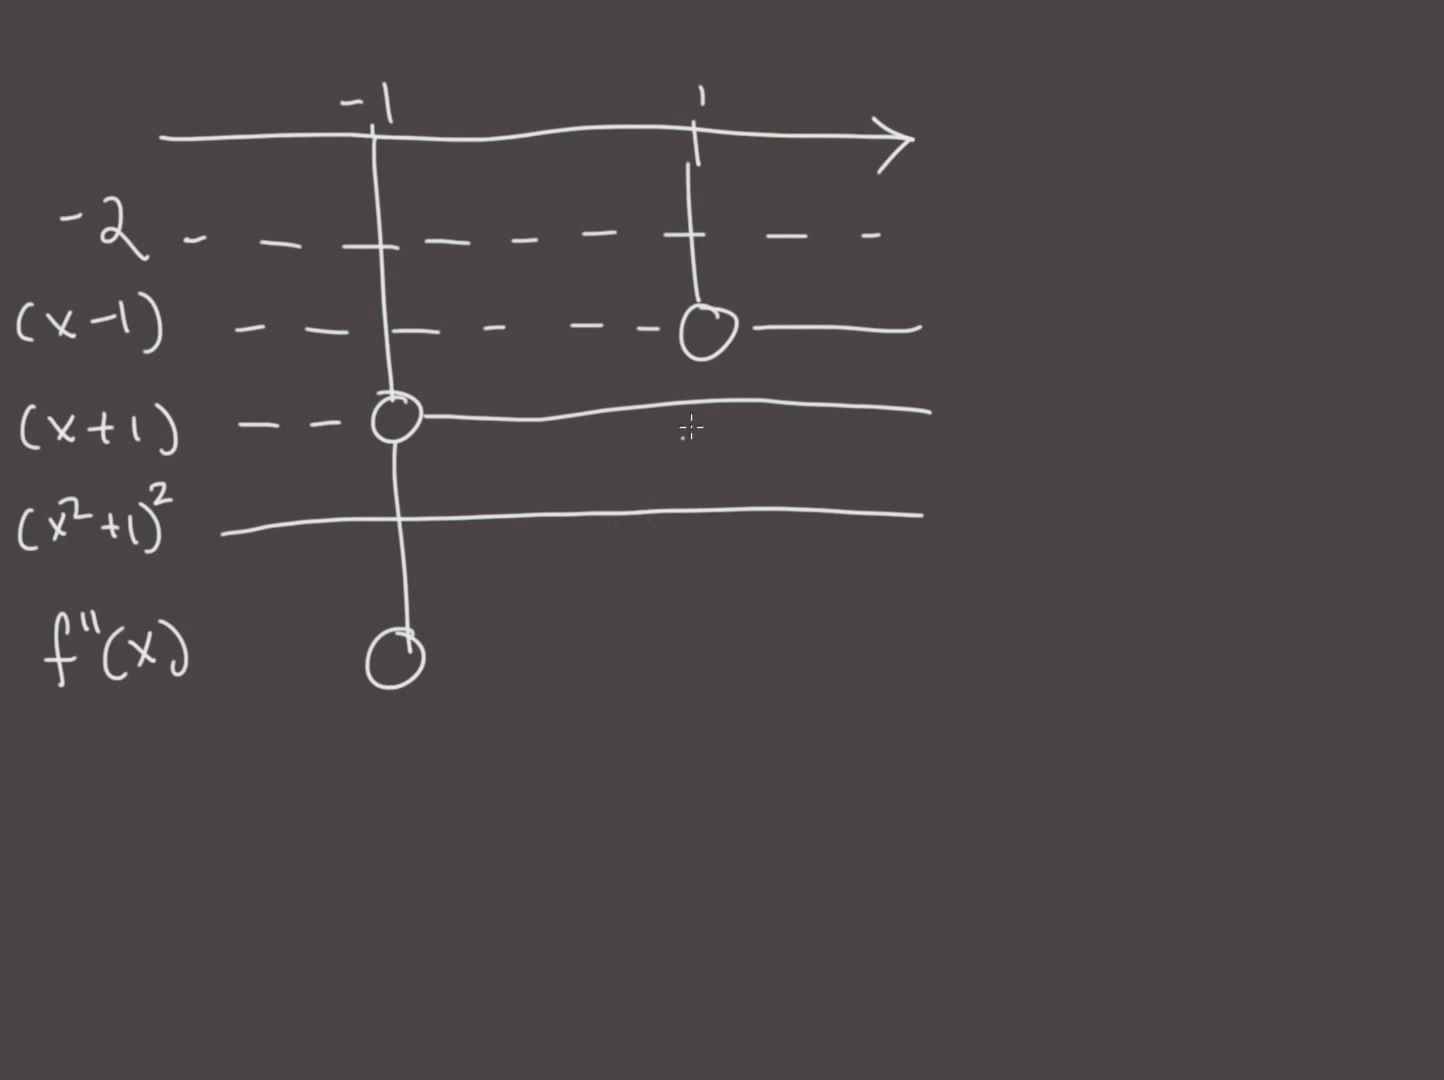 -1 1
-2
(x-1)
(x+1)
(x²+1)²
f"(x)